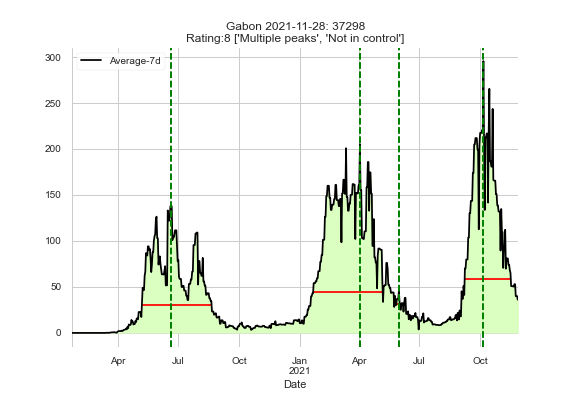 Gabon 2021-11-28: 37298
Rating:8 ['Multiple peaks', 'Not in control']
Average-7d
300
250
200
150
100
50
0
Apr Jul Oct Jan Apr Jul Oct
2021
Date